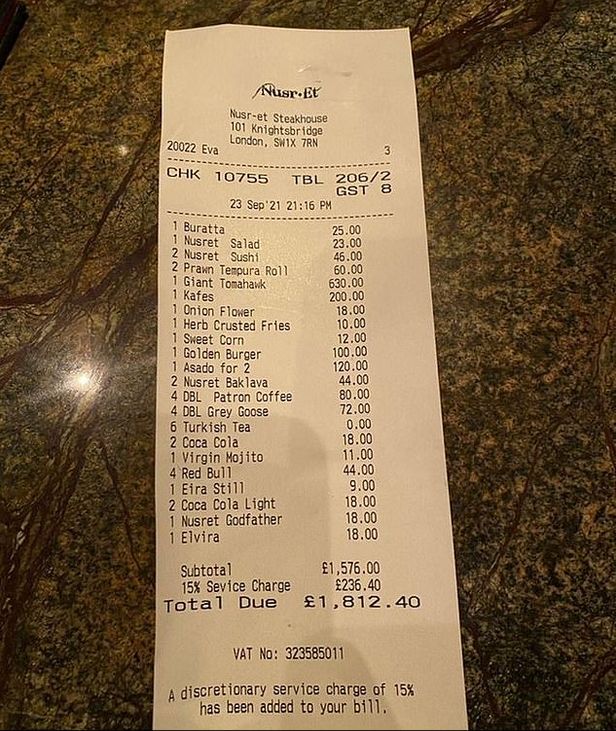 Nusr-Et
Nusr-et Steakhouse
101 Knightsbridge
London, SW1X 7RN
20022 Eva 3
CHK 10755 TBL 206/2
GST 8
23 Sep'21 21:16 PM
1 Buratta 25.00
1 Nusret Salad 23.00
2 Nusret Sushi 46.00
2 Prawn Tempura Roll 60.00
1 Giant Tomahawk 630.00
1 Kafes 200.00
1 Onion Flower 18.00
1 Herb Crusted Fries 10.00
1 Sweet Corn 12.00
1 Golden Burger 100.00
1 Asado for 2 120.00
2 Nusret Baklava 44.00
4 DBL Patron Coffee 80.00
4 DBL Grey Goose 72.00
6 Turkish Tea 0.00
2 Coca Cola 18.00
1 Virgin Mojito 11.00
4 Red Bull 44.00
1 Eira Still 9.00
2 Coca Cola Light 18.00
1 Nusret Godfather 18.00
1 Elvira 18.00
Subtotal £1,576.00
15% Sevice Charge £236.40
Total Due £1,812.40
VAT No: 323585011
A discretionary service charge of 15%
has been added to your bill.